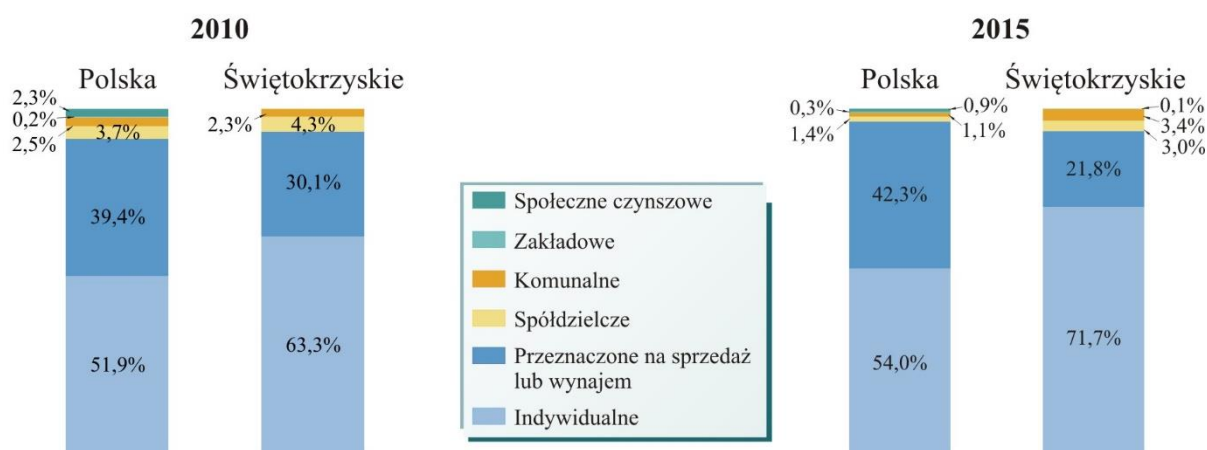 2010
Polska
Świętokrzyskie
2,3%
0,2%
3,7%
2,5%
39,4%
51,9%
2,3%
4,3%
30,1%
63,3%
Społeczne czynszowe
Zakładowe
Komunalne
Spółdzielcze
Przeznaczone na sprzedaż
lub wynajem
Indywidualne
2015
Polska
Świętokrzyskie
0,3%
0,9%
1,4%
1,1%
42,3%
54,0%
0,1%
3,4%
3,0%
21,8%
71,7%